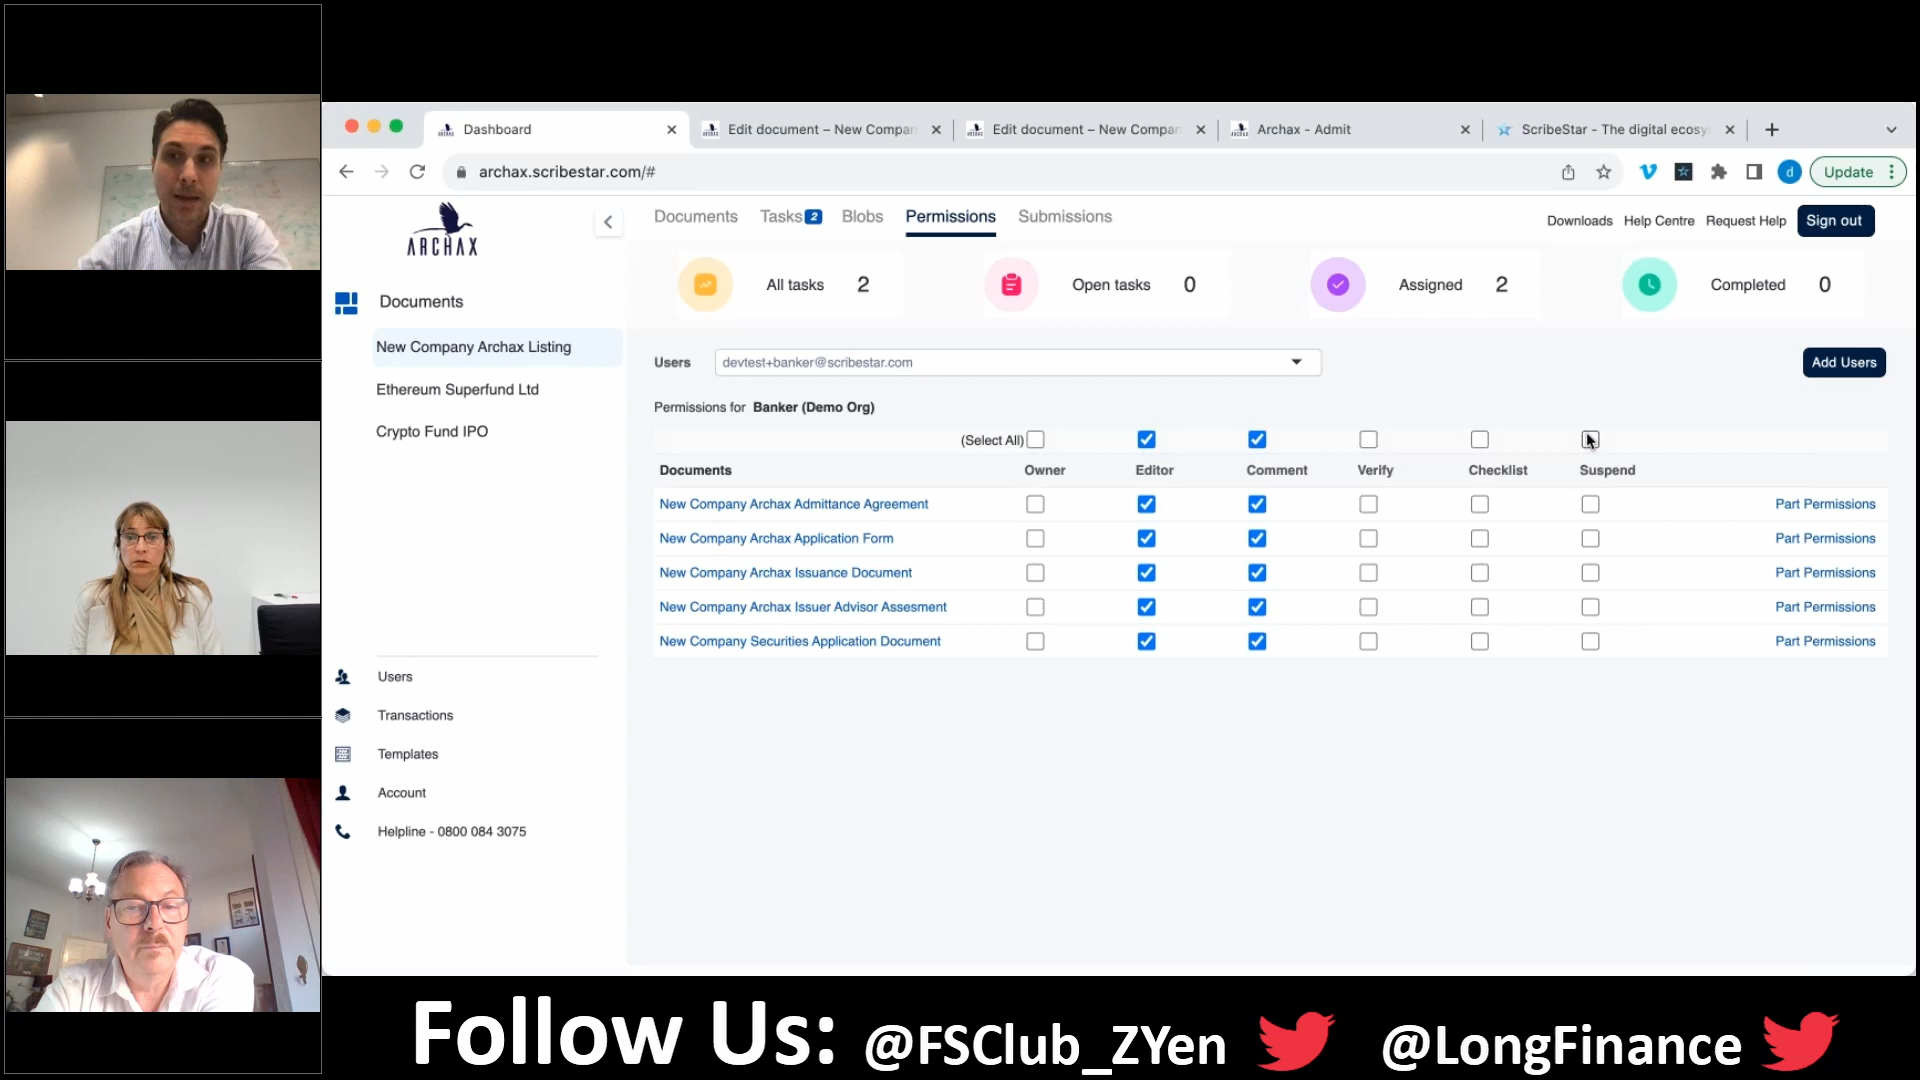 Dashboard
Edit document – New Compan
Edit document – New Compan
Archax - Admit
ScribeStar - The digital ecosy
archax.scribestar.com/#
d
Update
ARCHAX
Documents
Tasks 2
Blobs
Permissions
Submissions
Downloads
Help Centre
Request Help
Sign out
All tasks 2
Open tasks 0
Assigned 2
Completed 0
Documents
New Company Archax Listing
Ethereum Superfund Ltd
Crypto Fund IPO
Users
Transactions
Templates
Account
Helpline - 0800 084 3075
Users
devtest+banker@scribestar.com
Add Users
Permissions for Banker (Demo Org)
(Select All)
Documents Owner Editor Comment Verify Checklist Suspend
New Company Archax Admittance Agreement Part Permissions
New Company Archax Application Form Part Permissions
New Company Archax Issuance Document Part Permissions
New Company Archax Issuer Advisor Assesment Part Permissions
New Company Securities Application Document Part Permissions
Follow Us: @FSClub_ZYen @LongFinance